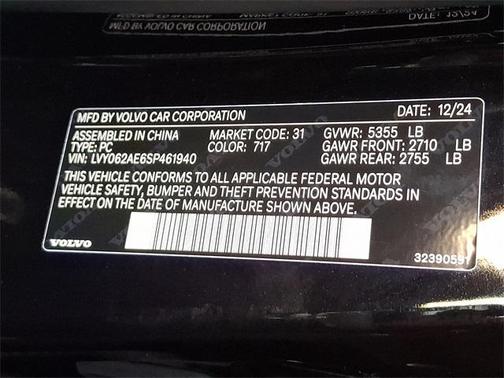 MFD BY VOLVO CAR CORPORATION DATE: 12/24
ASSEMBLED IN CHINA MARKET CODE: 31 GVWR: 5355 LB
TYPE: PC COLOR: 717 GAWR FRONT: 2710 LB
VIN: LVY062AE6SP461940 GAWR REAR: 2755 LB
THIS VEHICLE CONFORMS TO ALL APPLICABLE FEDERAL MOTOR
VEHICLE SAFETY, BUMPER AND THEFT PREVENTION STANDARDS IN
EFFECT ON THE DATE OF MANUFACTURE SHOWN ABOVE.
VOLVO 32390591